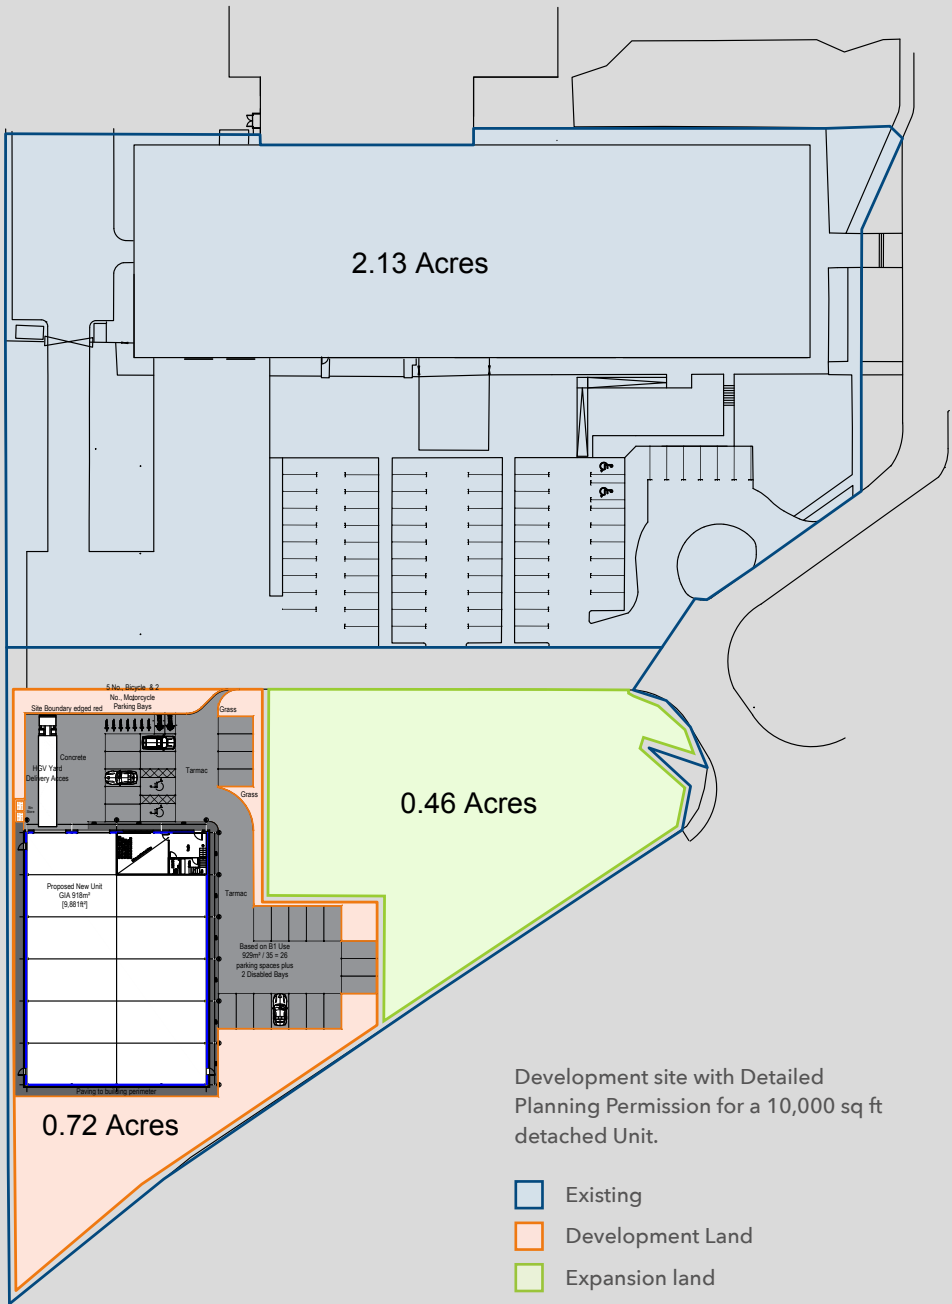 2.13 Acres
5 No., Bicycle & 2
No., Motorcycle
Parking Bays
Site Boundary edged red
Grass
Concrete
HGV Yard
Delivery Acces
Tarmac
Grass
0.46 Acres
Proposed New Unit
GIA 918m²
[9,881ft²]
Tarmac
Based on B1 Use
929m² / 35 = 26
parking spaces plus
2 Disabled Bays
Paving to building perimeter
0.72 Acres
Development site with Detailed
Planning Permission for a 10,000 sq ft
detached Unit.
Existing
Development Land
Expansion land